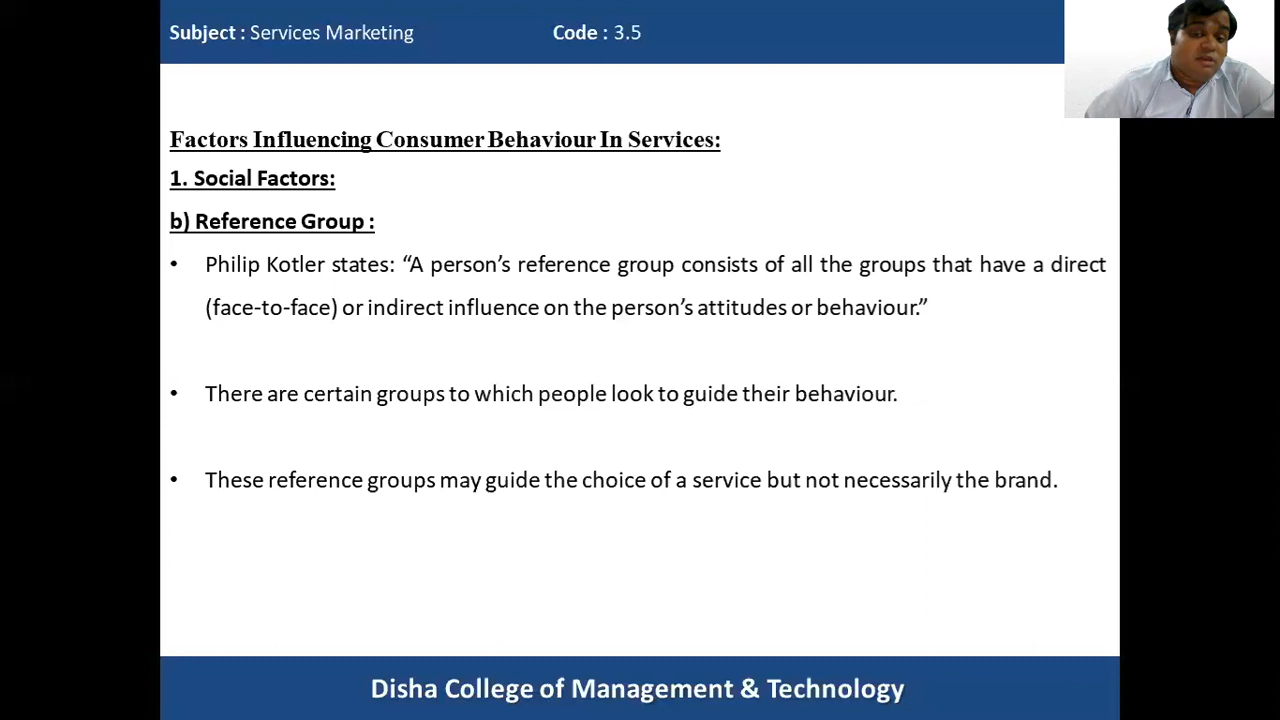 Subject : Services Marketing Code : 3.5
Factors Influencing Consumer Behaviour In Services:
1. Social Factors:
b) Reference Group :
• Philip Kotler states: “A person’s reference group consists of all the groups that have a direct
(face-to-face) or indirect influence on the person’s attitudes or behaviour.”
• There are certain groups to which people look to guide their behaviour.
• These reference groups may guide the choice of a service but not necessarily the brand.
Disha College of Management & Technology